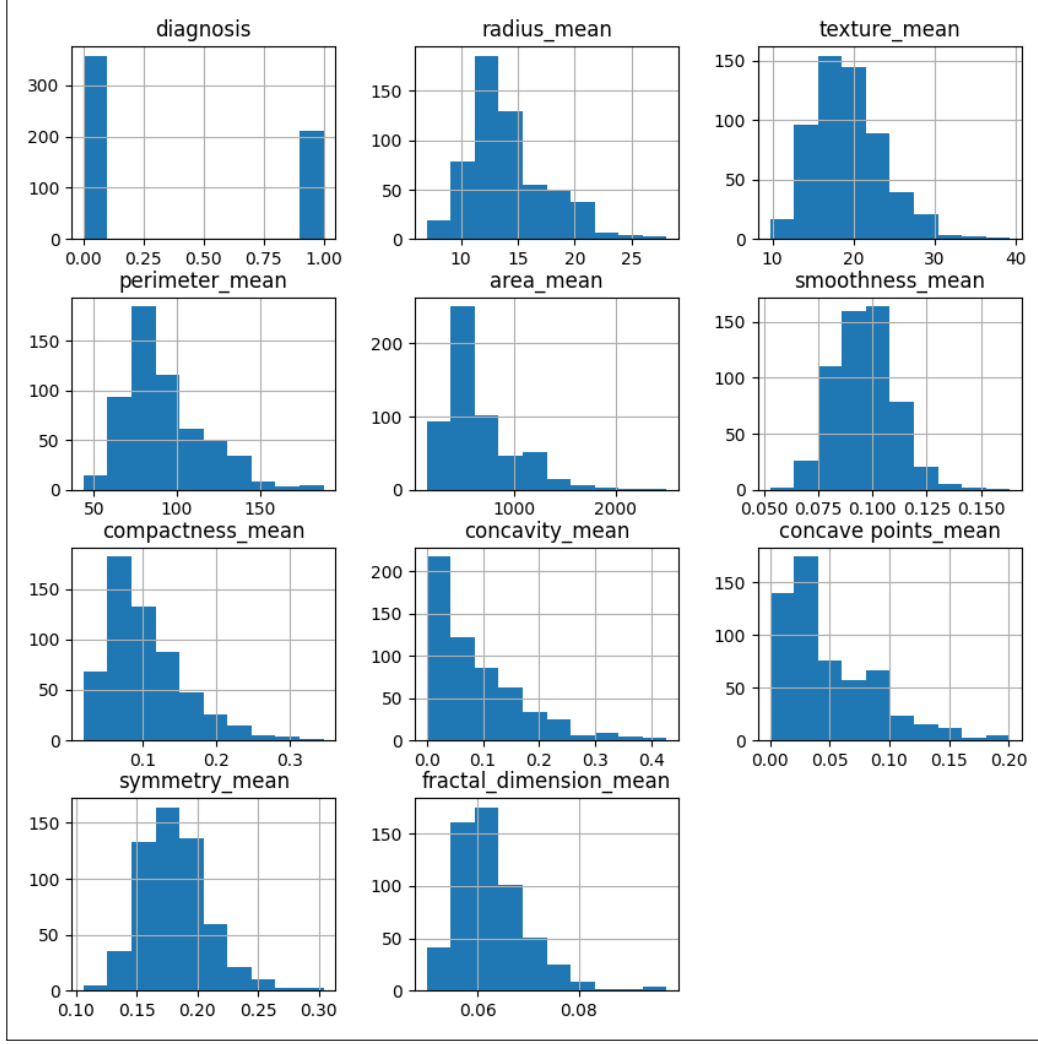 diagnosis
300
200
100
0
0.00 0.25 0.50 0.75 1.00
radius_mean
150
100
50
0
10 15 20 25
texture_mean
150
100
50
0
10 20 30 40
perimeter_mean
150
100
50
0
50 100 150
area_mean
200
100
0
1000 2000
smoothness_mean
150
100
50
0
0.050 0.075 0.100 0.125 0.150
compactness_mean
150
100
50
0
0.1 0.2 0.3
concavity_mean
200
150
100
50
0
0.0 0.1 0.2 0.3 0.4
concave points_mean
150
100
50
0
0.00 0.05 0.10 0.15 0.20
symmetry_mean
150
100
50
0
0.10 0.15 0.20 0.25 0.30
fractal_dimension_mean
150
100
50
0
0.06 0.08